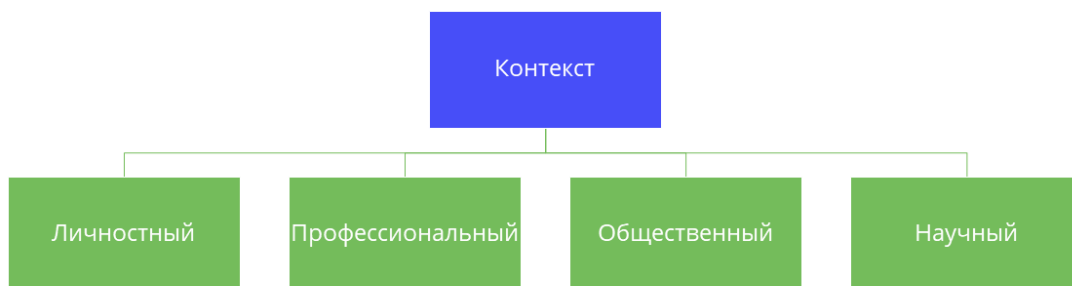 Контекст
Личностный
Профессиональный
Общественный
Научный